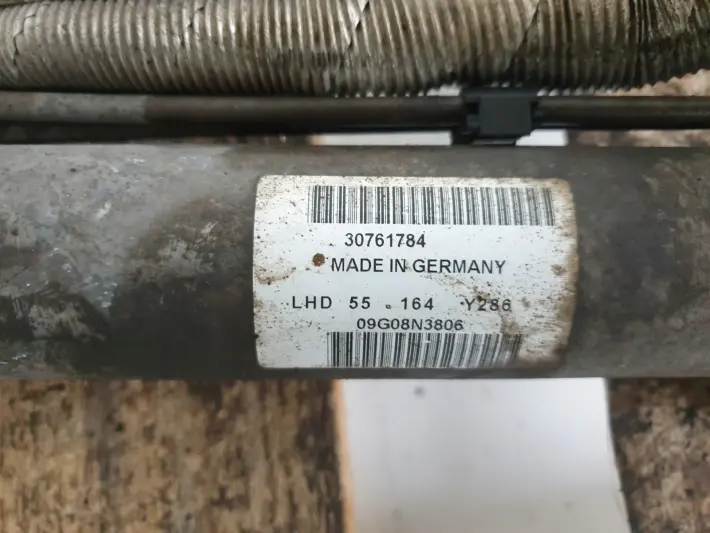 30761784
MADE IN GERMANY
LHD 55 . 164 Y286
09G08N3806